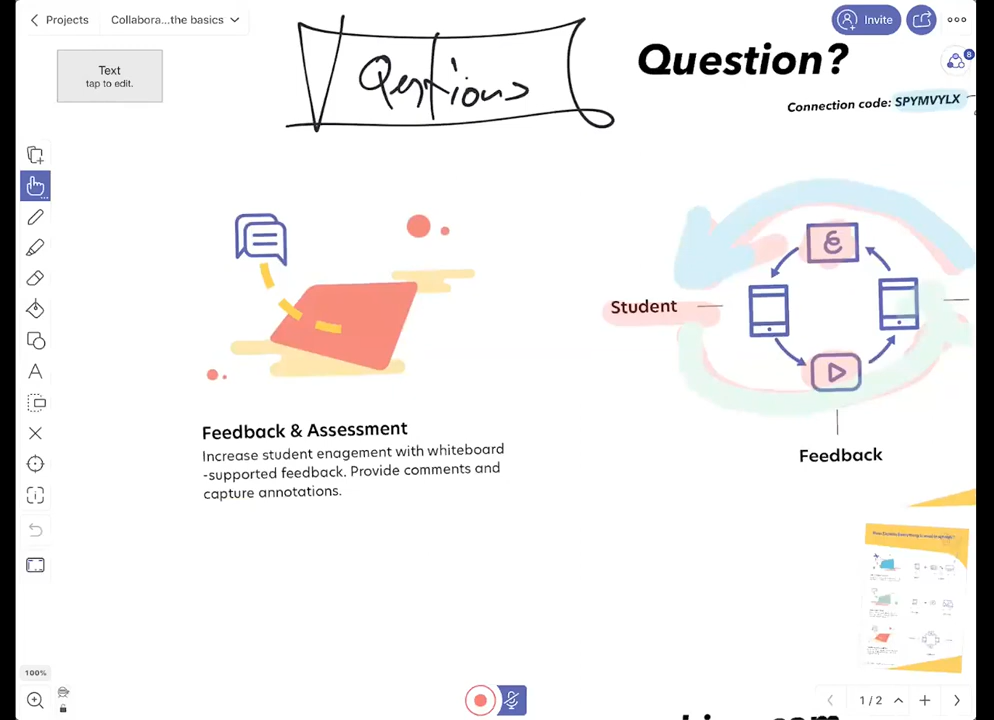 Projects
Collabora...the basics
Invite
8
Text
tap to edit.
Qestions
Question?
Connection code: SPYMVYLX
Student
Feedback & Assessment
Increase student enagement with whiteboard
-supported feedback. Provide comments and
capture annotations.
Feedback
A
100%
1 / 2